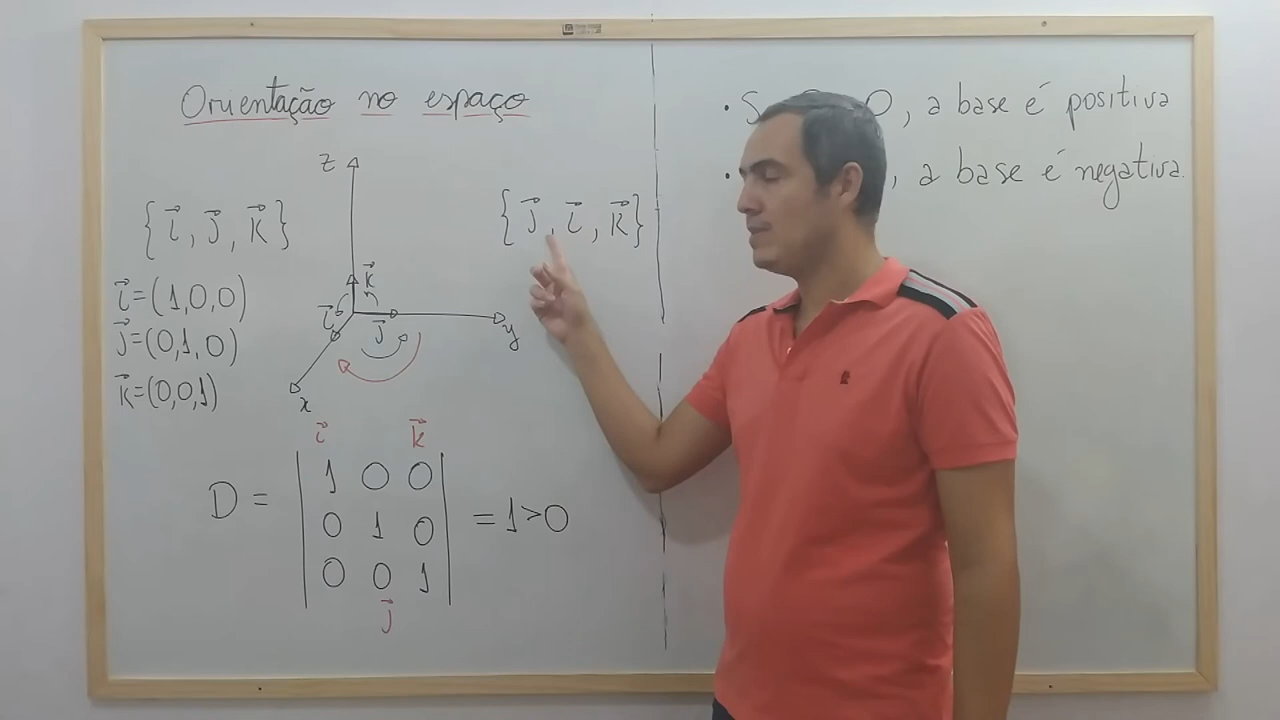 Orientação no espaço
z
{i⃗, j⃗, k⃗}
{j⃗, i⃗, k⃗}
i⃗=(1,0,0)
j⃗=(0,1,0)
k⃗=(0,0,1)
k⃗
i⃗
j⃗
y
x
i⃗ k⃗
D = | 1 0 0 |
| 0 1 0 | = 1>0
| 0 0 1 |
j⃗
• S 0, a base é positiva
• , a base é negativa.